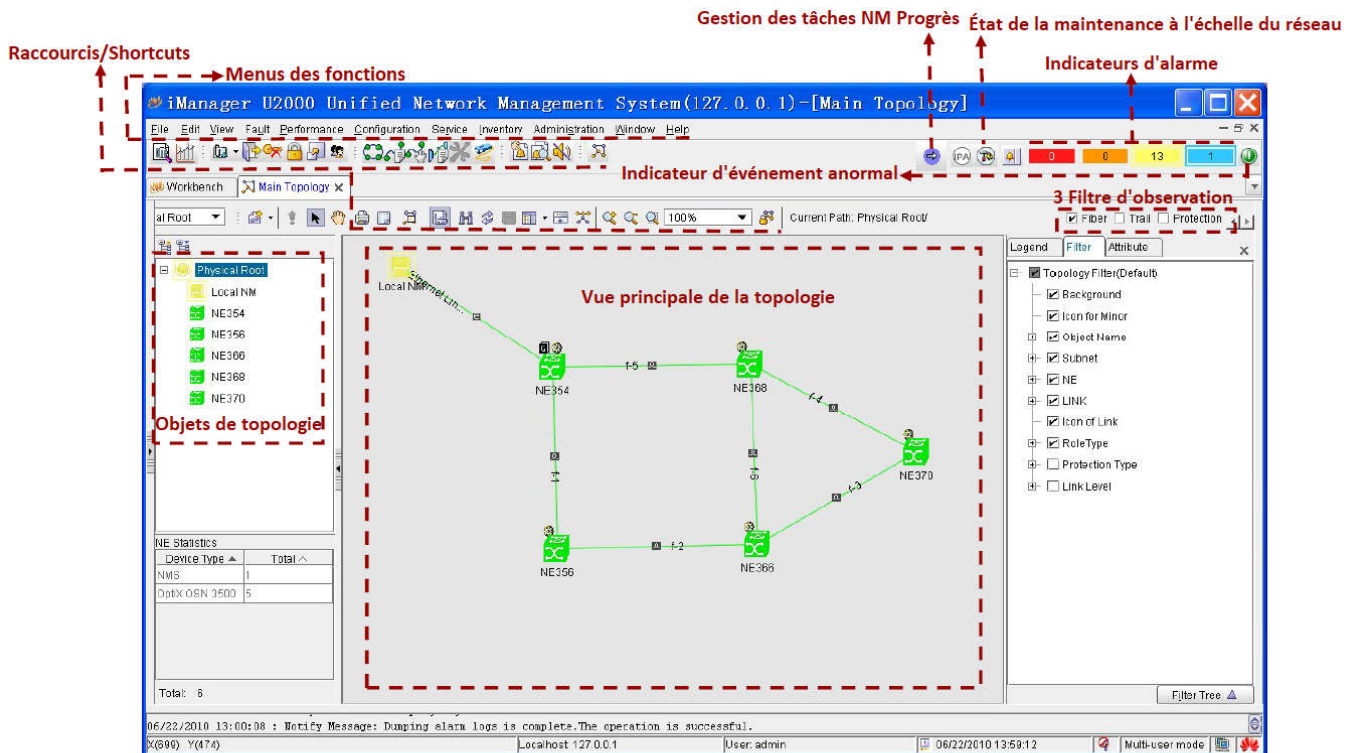 Gestion des tâches NM Progrès
État de la maintenance à l'échelle du réseau
Raccourcis/Shortcuts
Menus des fonctions
Indicateurs d'alarme
iManager U2000 Unified Network Management System(127.0.0.1)-[Main Topology]
File Edit View Fault Performance Configuration Service Inventory Administration Window Help
IPA 0 0 13 1
Indicateur d'événement anormal
Workbench Main Topology
3 Filtre d'observation
al Root 100% Current Path: Physical Root/ Fiber Trail Protection
Legend Filter Attribute
Physical Root
Local NM
NE354
NE356
NE366
NE368
NE370
Objets de topologie
NE Statistics
Device Type Total
NMS 1
OptiX OSN 3500 5
Total: 6
Local NM
Ethernet Lin...
Vue principale de la topologie
NE354
f-5
NE368
f-4
NE370
f-1
f-6
f-3
NE356
f-2
NE366
Topology Filter(Default)
Background
Icon for Minor
Object Name
Subnet
NE
LINK
Icon of Link
RoleType
Protection Type
Link Level
Filter Tree
06/22/2010 13:00:08 : Notify Message: Dumping alarm logs is complete.The operation is successful.
X(699) Y(474) Localhost 127.0.0.1 User: admin 06/22/2010 13:59:12 Multi-user mode